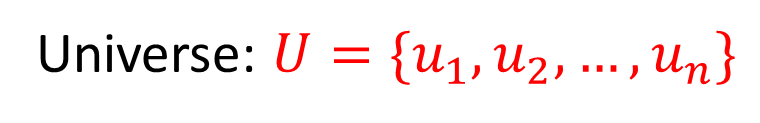 Universe: U = {u₁, u₂, … , uₙ}